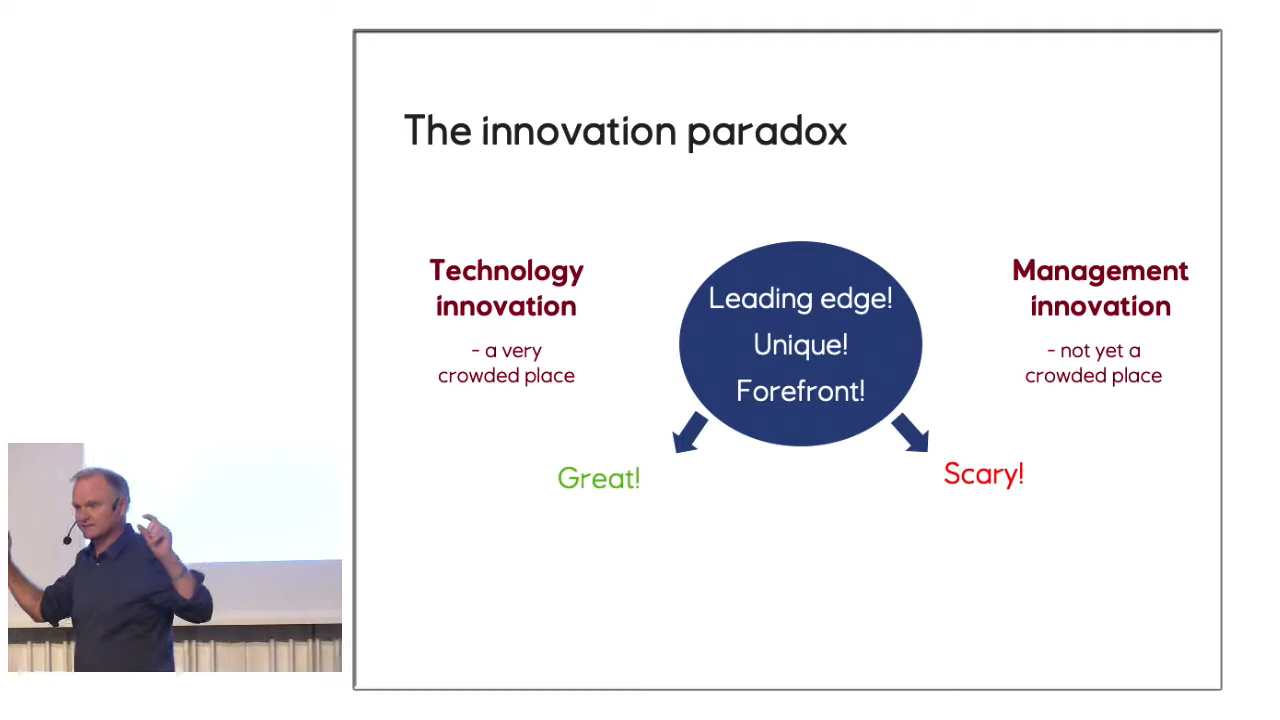 The innovation paradox
Technology
innovation
- a very
crowded place
Leading edge!
Unique!
Forefront!
Management
innovation
- not yet a
crowded place
Great!
Scary!